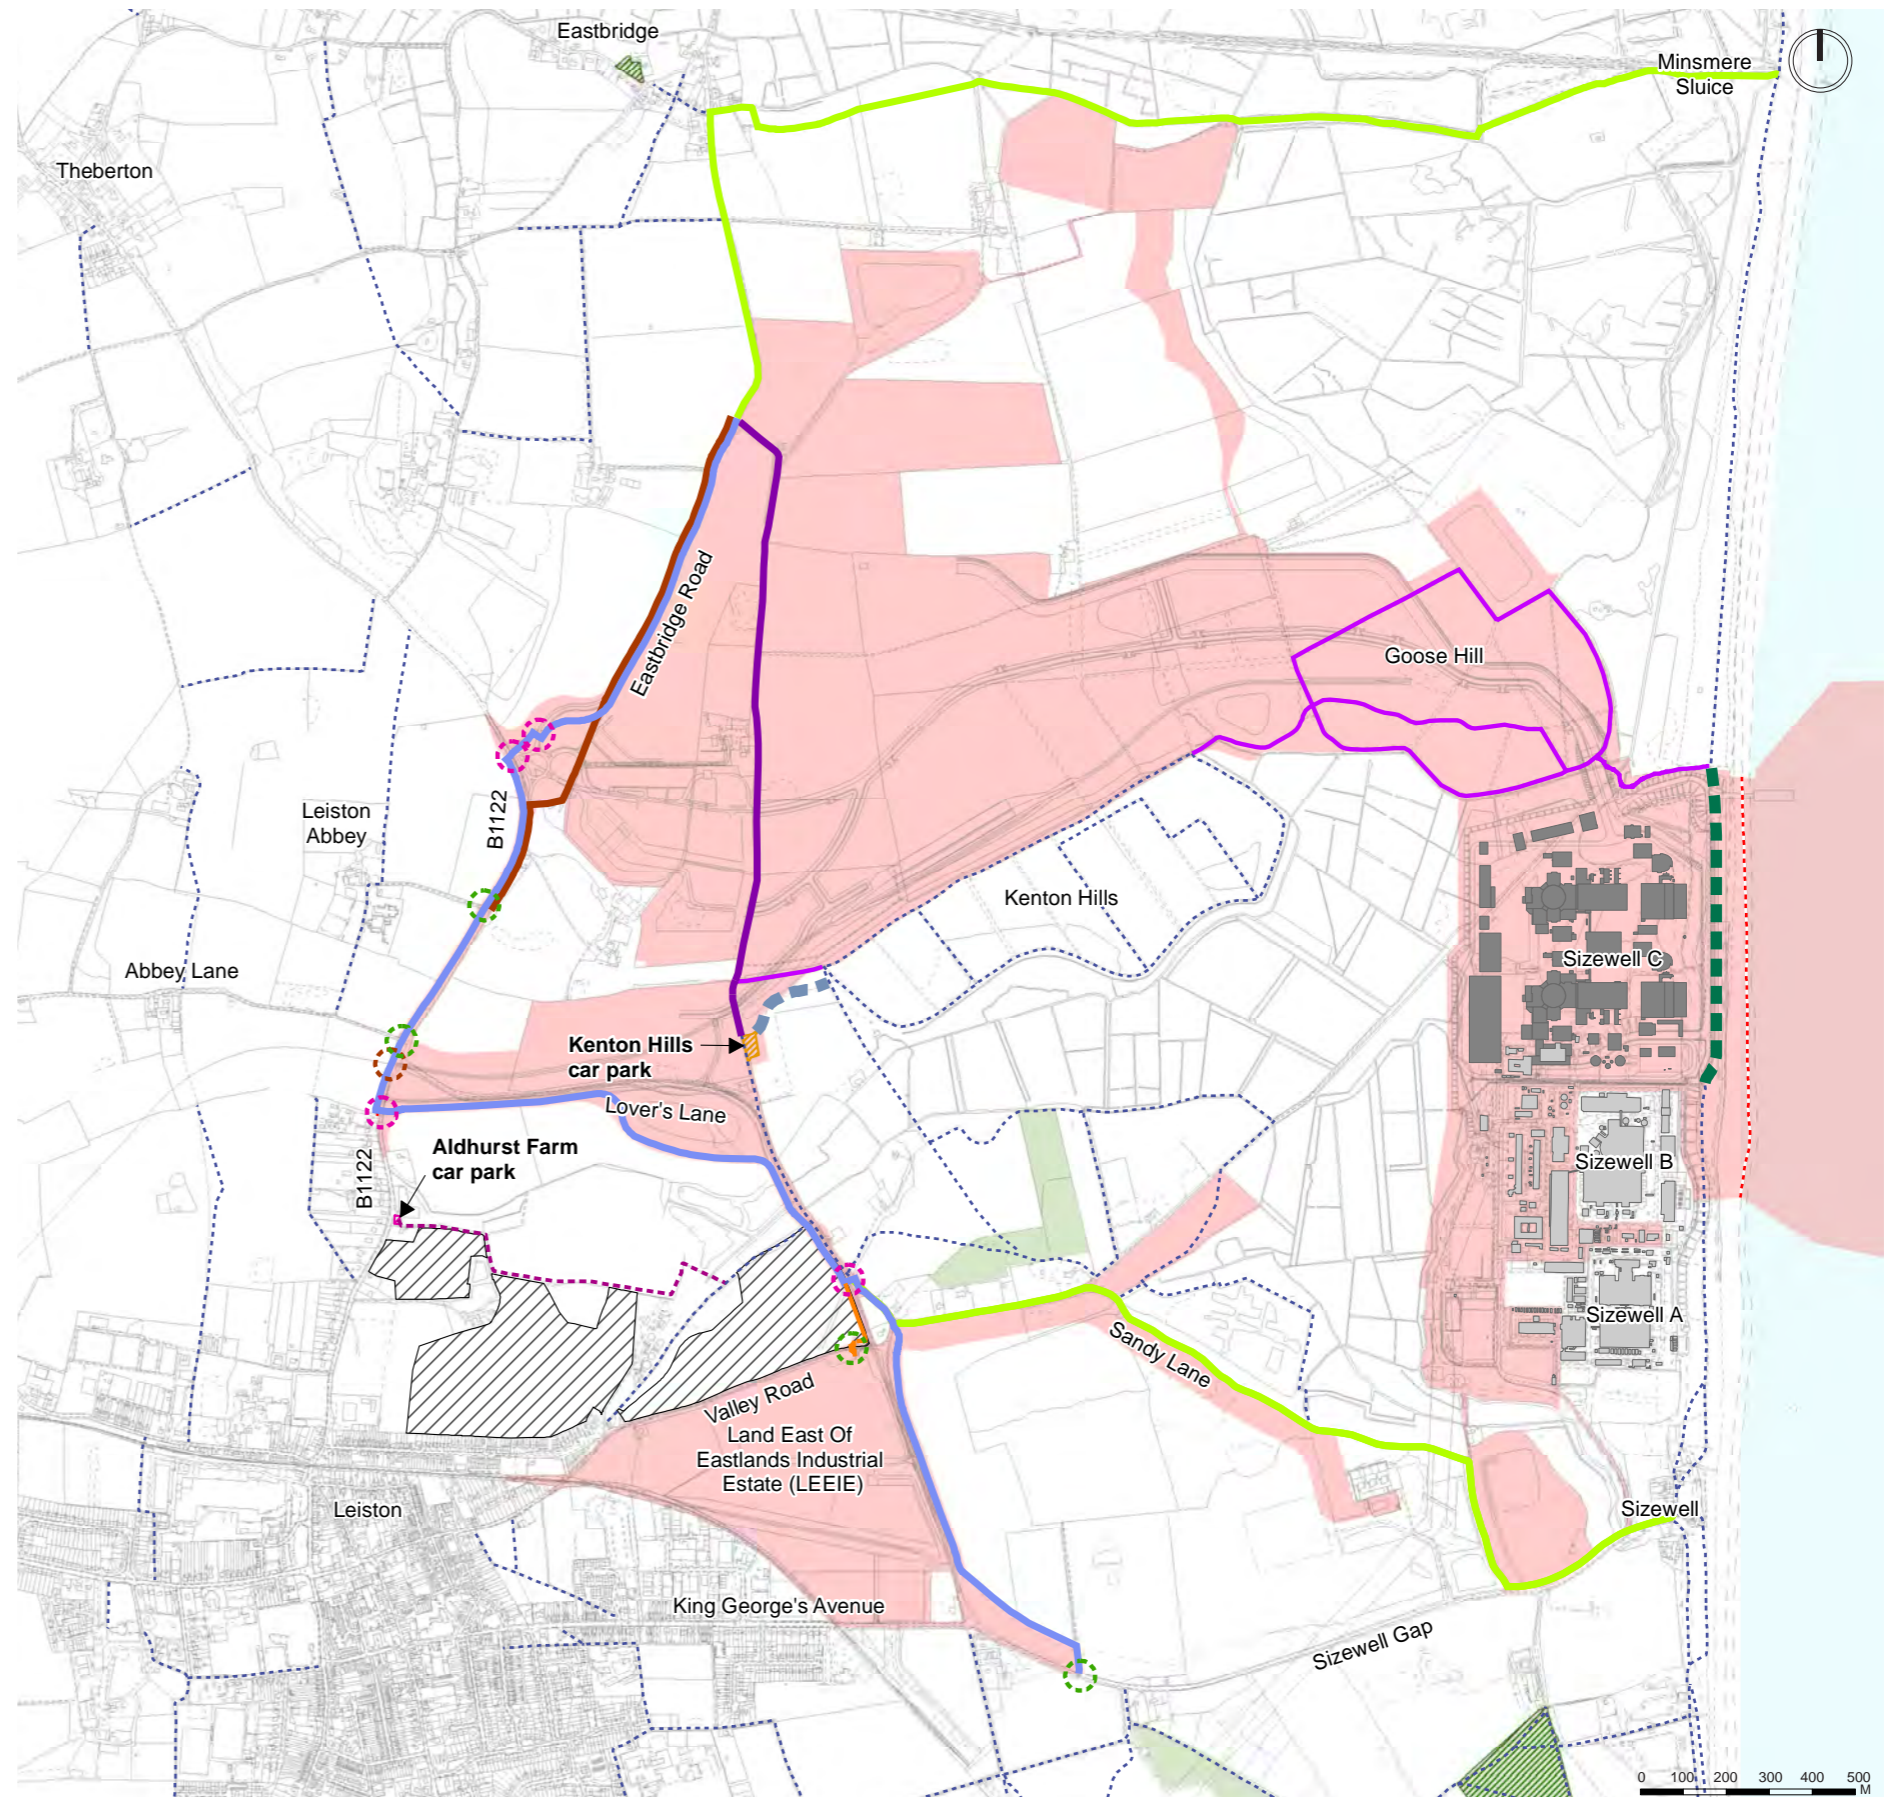 Eastbridge
Minsmere
Sluice
Theberton
Eastbridge Road
Goose Hill
B1122
Leiston
Abbey
Kenton Hills
Abbey Lane
Sizewell C
Kenton Hills
car park
Lover's Lane
Aldhurst Farm
car park
B1122
Sizewell B
Sizewell A
Sandy Lane
Valley Road
Land East Of
Eastlands Industrial
Estate (LEEIE)
Leiston
Sizewell
King George's Avenue
Sizewell Gap
0 100 200 300 400 500
M